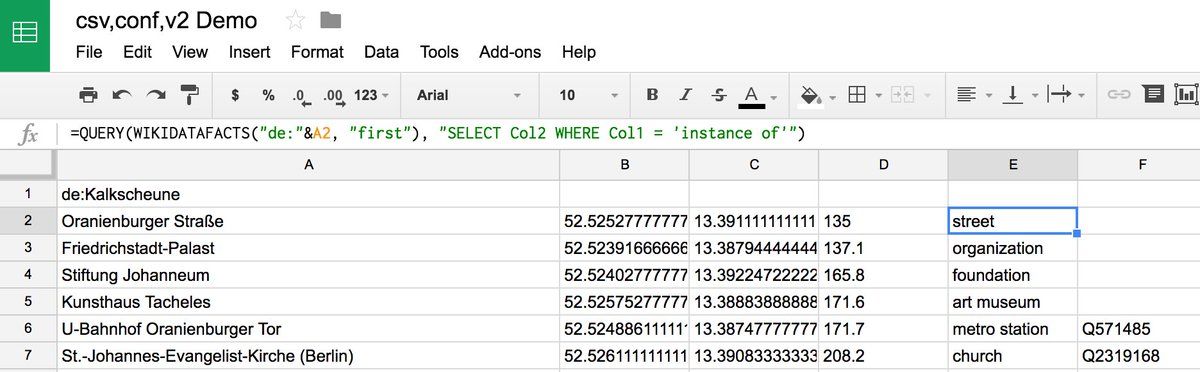 csv,conf,v2 Demo
File Edit View Insert Format Data Tools Add-ons Help
$ % .0 .00 123 Arial 10 B I S A
fx =QUERY(WIKIDATAFACTS("de:"&A2, "first"), "SELECT Col2 WHERE Col1 = 'instance of'")
A B C D E F
1 de:Kalkscheune
2 Oranienburger Straße 52.52527777777 13.391111111111 135 street
3 Friedrichstadt-Palast 52.52391666666 13.38794444444 137.1 organization
4 Stiftung Johanneum 52.52402777777 13.39224722222 165.8 foundation
5 Kunsthaus Tacheles 52.52575277777 13.38883888888 171.6 art museum
6 U-Bahnhof Oranienburger Tor 52.52488611111 13.38747777777 171.7 metro station Q571485
7 St.-Johannes-Evangelist-Kirche (Berlin) 52.526111111111 13.39083333333 208.2 church Q2319168